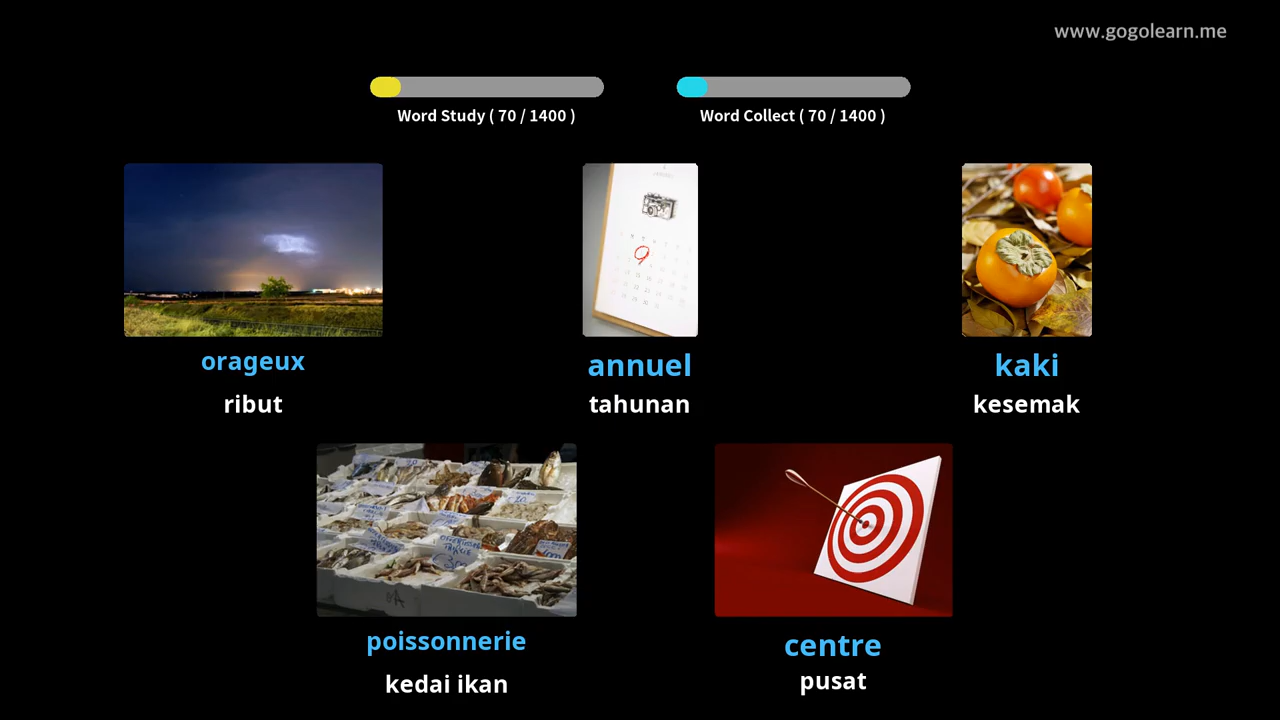 www.gogolearn.me
Word Study ( 70 / 1400 )
Word Collect ( 70 / 1400 )
orageux
annuel
kaki
ribut
tahunan
kesemak
poissonnerie
centre
kedai ikan
pusat